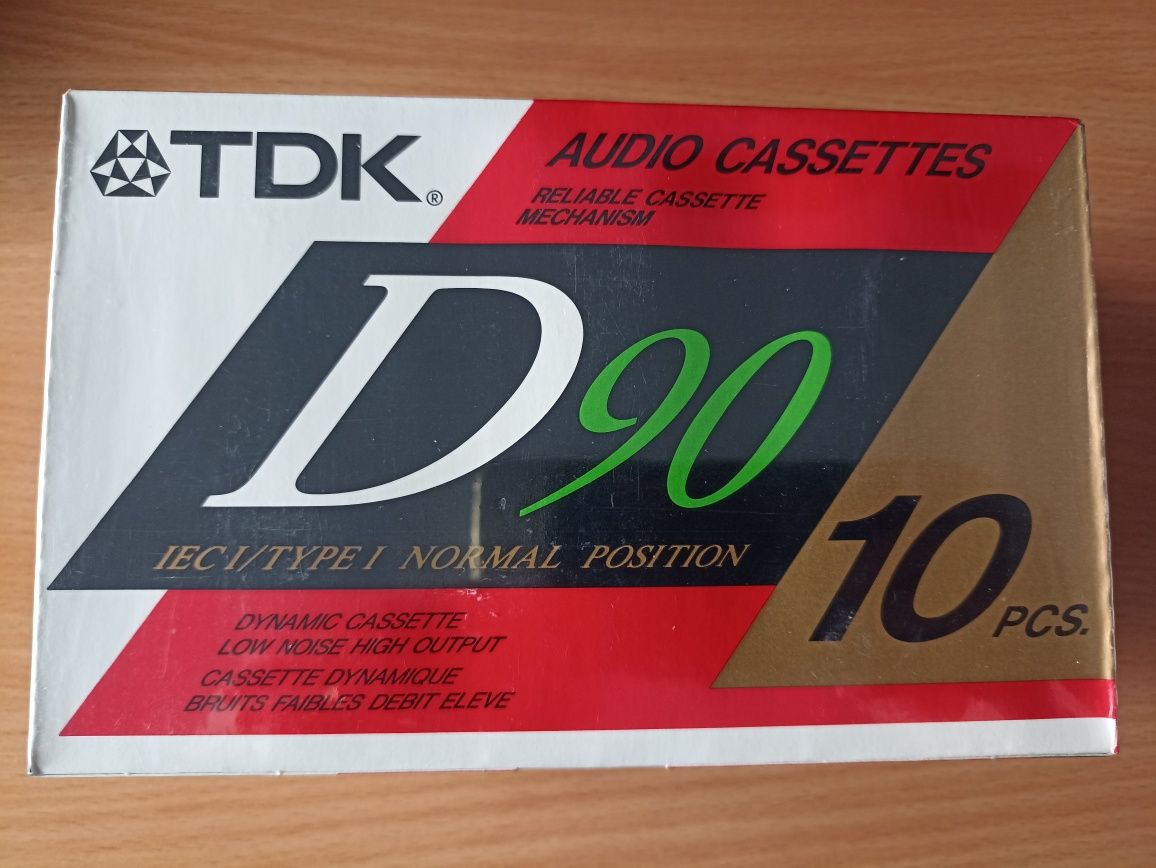 TDK®
AUDIO CASSETTES
RELIABLE CASSETTE
MECHANISM
D90
IEC I/TYPE I NORMAL POSITION
10 PCS.
DYNAMIC CASSETTE
LOW NOISE HIGH OUTPUT
CASSETTE DYNAMIQUE
BRUITS FAIBLES DEBIT ELEVE